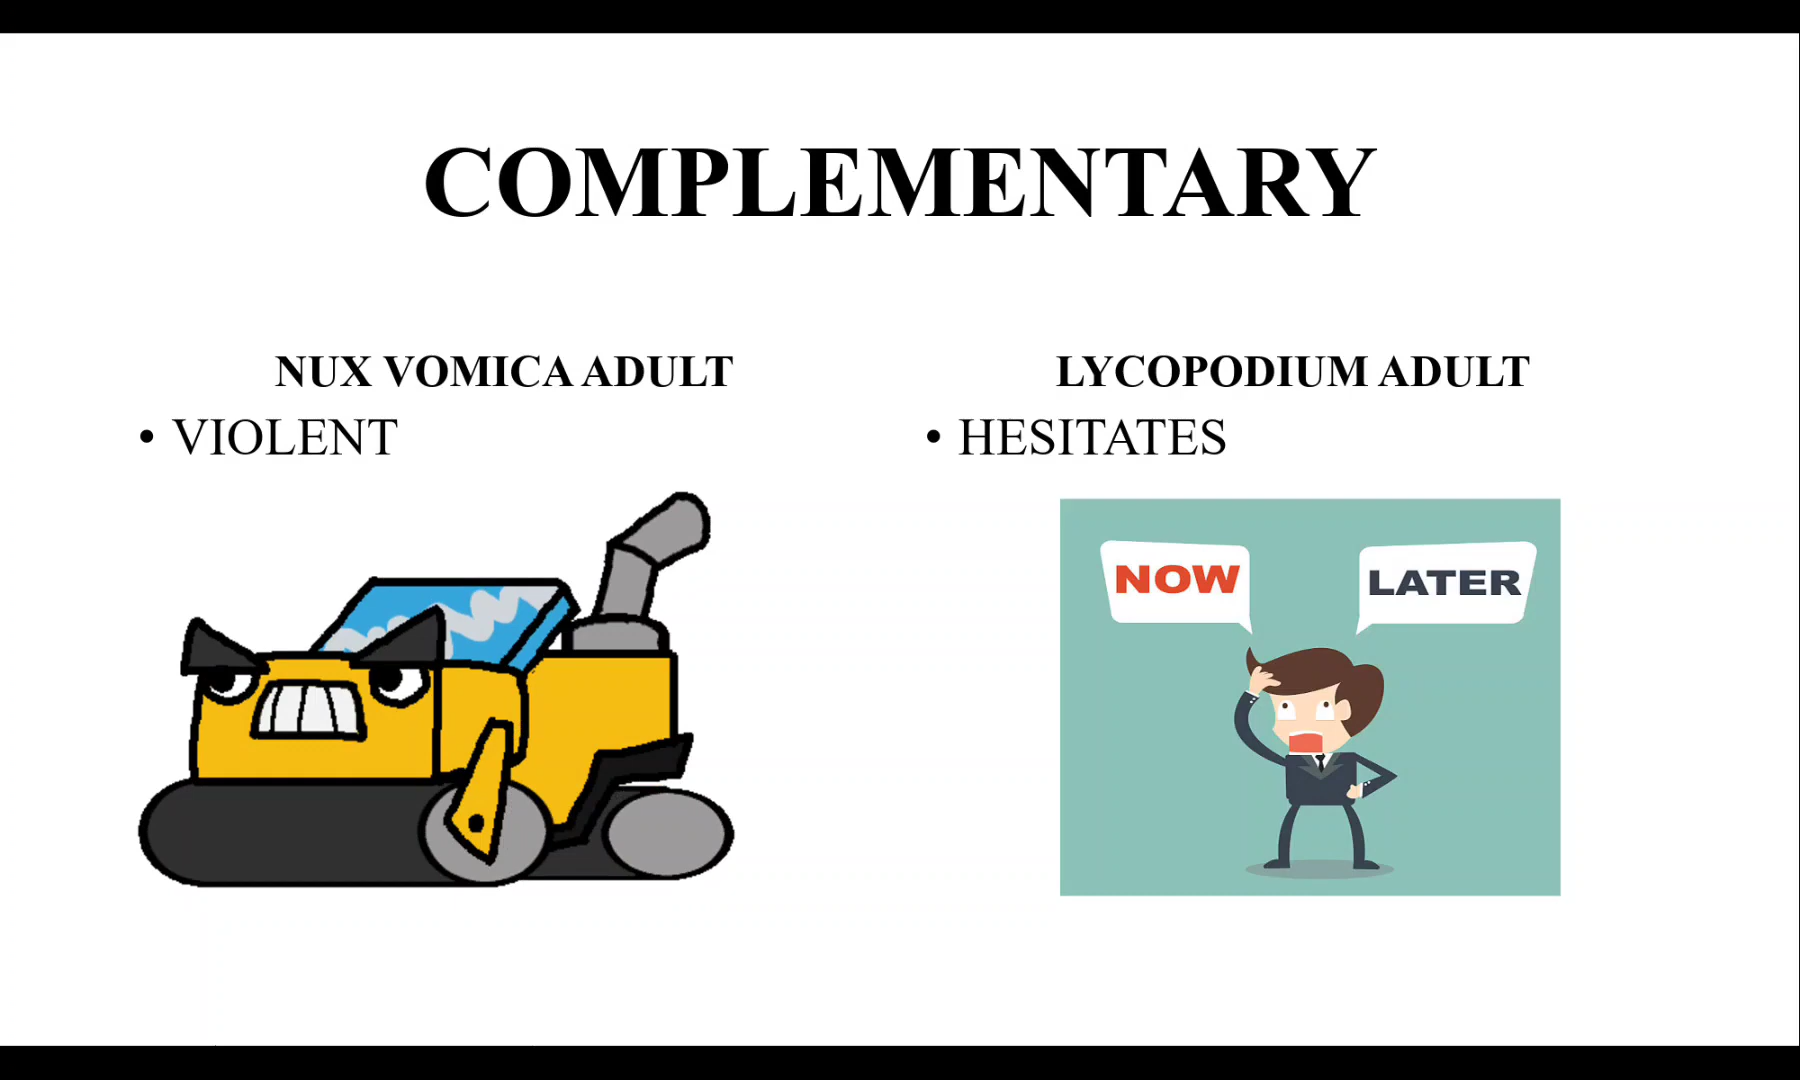 COMPLEMENTARY
NUX VOMICA ADULT
• VIOLENT
LYCOPODIUM ADULT
• HESITATES
NOW
LATER